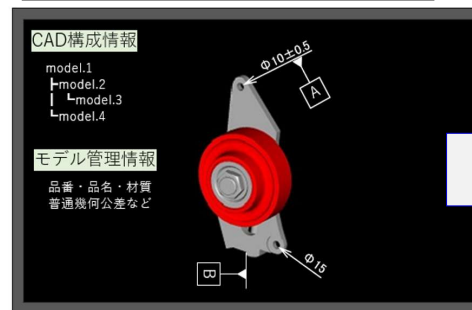 CAD構成情報
model.1
┣model.2
┃ ┗model.3
┗model.4
モデル管理情報
品番・品名・材質
普通幾何公差など
Φ10±0.5
A
B
Φ15